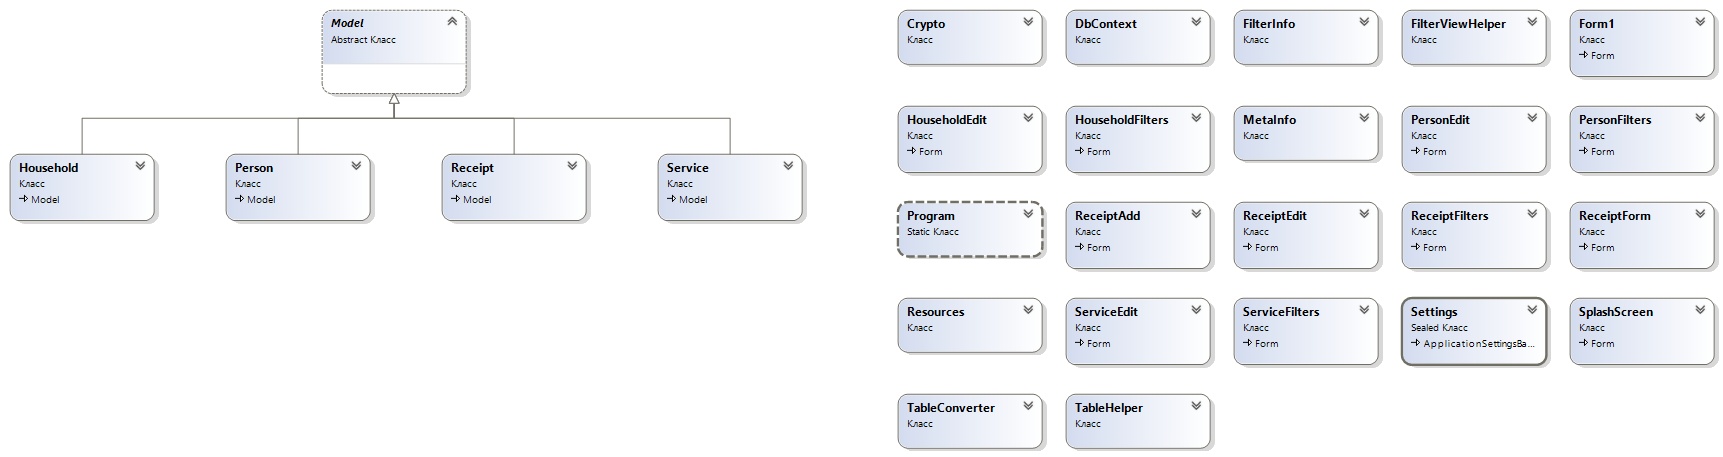 Model
Abstract Класс
Household
Класс
Model
Person
Класс
Model
Receipt
Класс
Model
Service
Класс
Model
Crypto
Класс
DbContext
Класс
FilterInfo
Класс
FilterViewHelper
Класс
Form1
Класс
Form
HouseholdEdit
Класс
Form
HouseholdFilters
Класс
Form
MetaInfo
Класс
PersonEdit
Класс
Form
PersonFilters
Класс
Form
Program
Static Класс
ReceiptAdd
Класс
Form
ReceiptEdit
Класс
Form
ReceiptFilters
Класс
Form
ReceiptForm
Класс
Form
Resources
Класс
ServiceEdit
Класс
Form
ServiceFilters
Класс
Form
Settings
Sealed Класс
ApplicationSettingsBa...
SplashScreen
Класс
Form
TableConverter
Класс
TableHelper
Класс